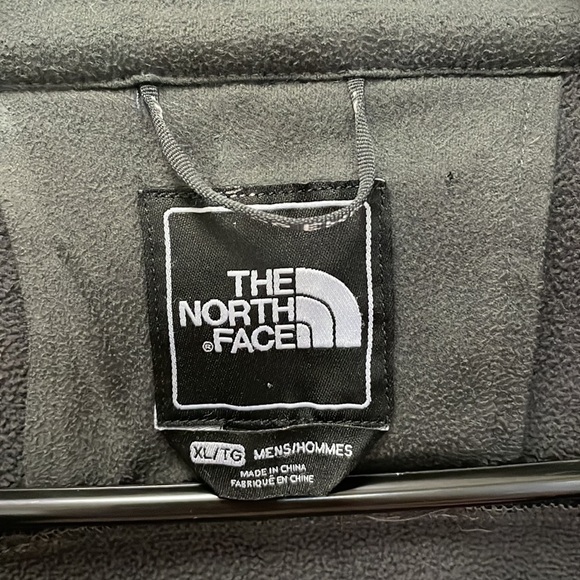 THE
NORTH
®FACE
XL/TG MENS/HOMMES
MADE IN CHINA
FABRIQUÉ EN CHINE